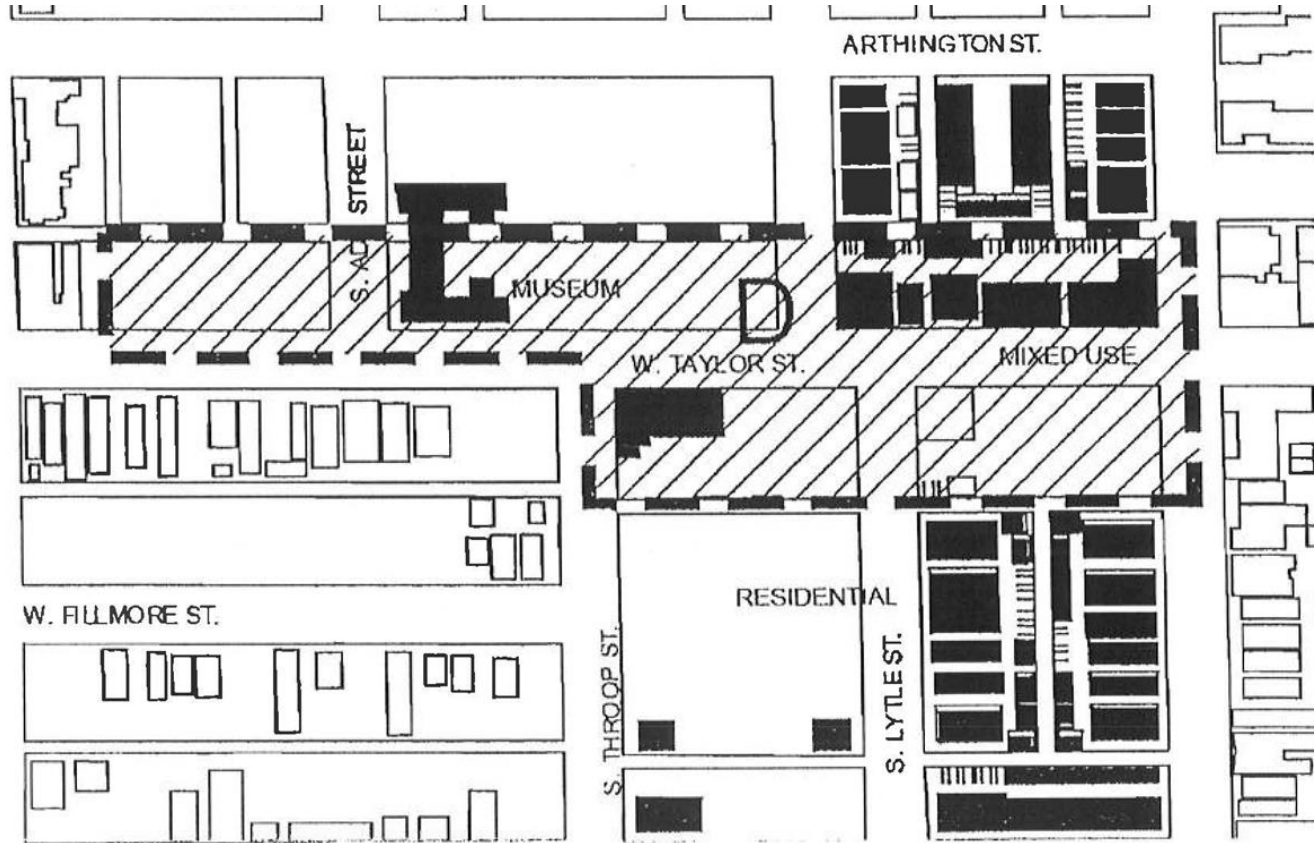 ARTHINGTON ST.
S. AD STREET
MUSEUM
D
W. TAYLOR ST.
MIXED USE
RESIDENTIAL
W. FILLMORE ST.
S. THROOP ST.
S. LYTLE ST.